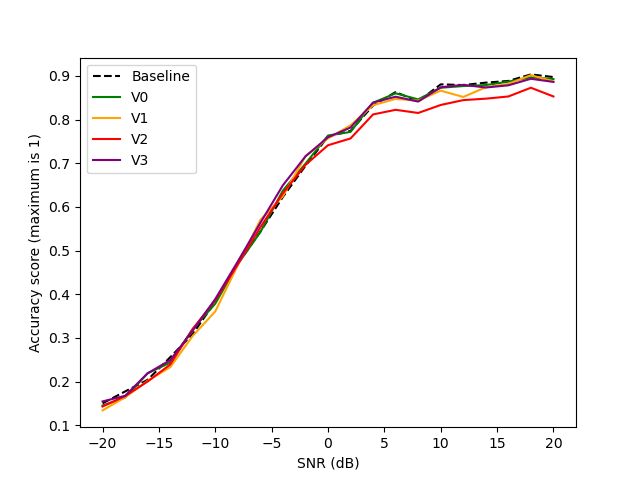 Baseline
V0
V1
V2
V3
Accuracy score (maximum is 1)
0.9
0.8
0.7
0.6
0.5
0.4
0.3
0.2
0.1
−20 −15 −10 −5 0 5 10 15 20
SNR (dB)